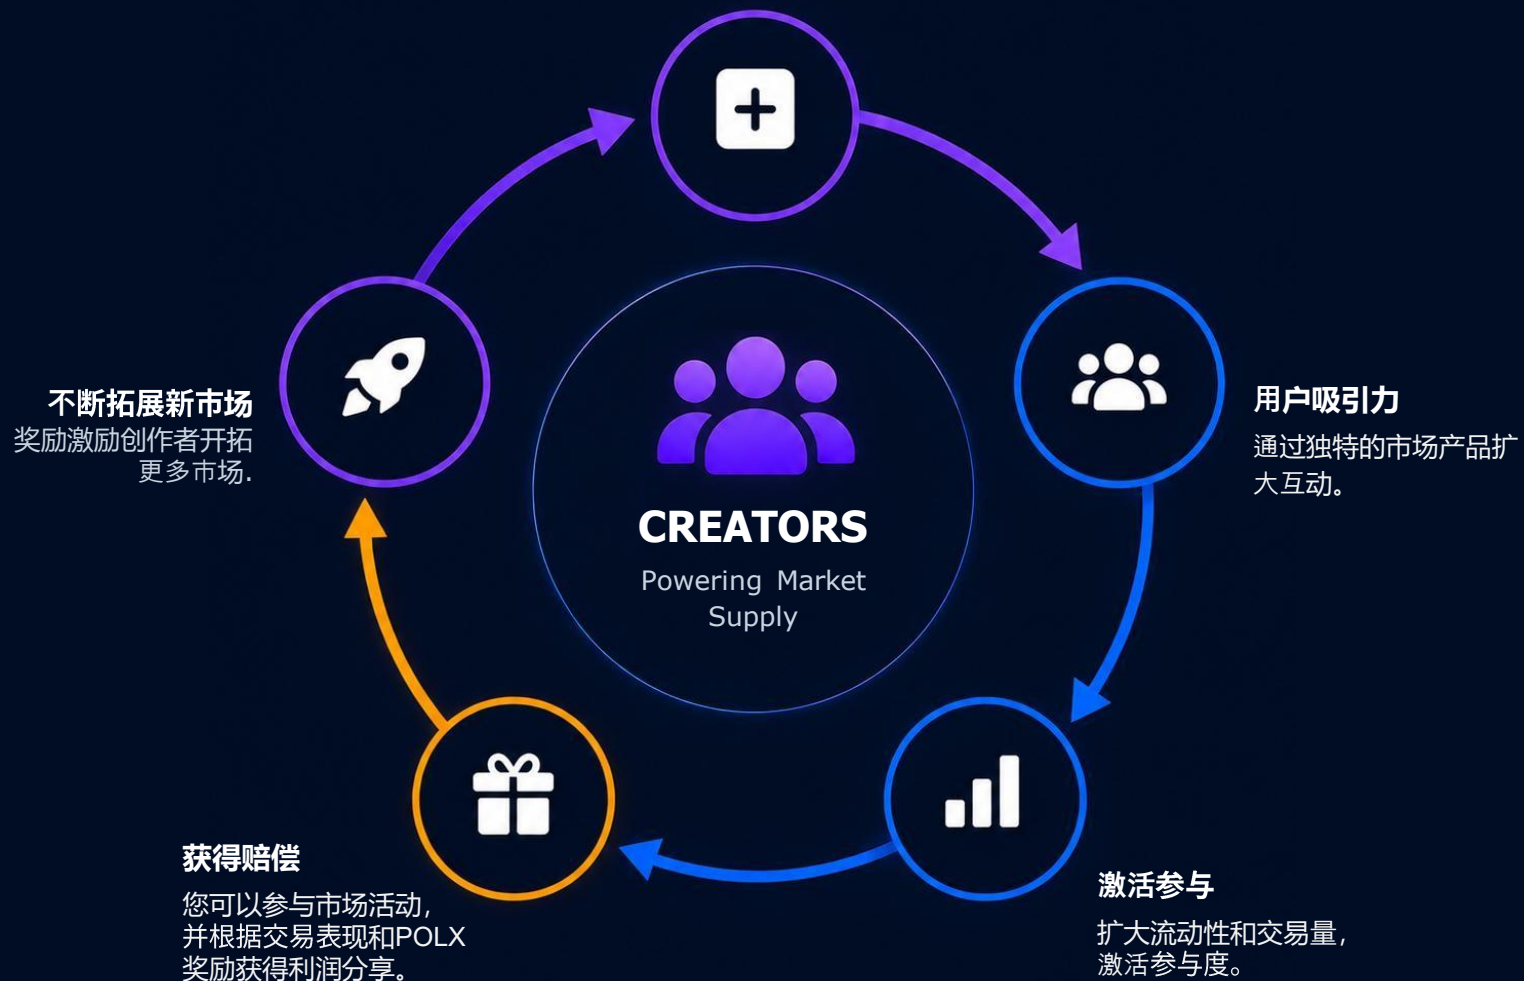 不断拓展新市场
奖励激励创作者开拓
更多市场.
用户吸引力
通过独特的市场产品扩
大互动。
CREATORS
Powering Market
Supply
获得赔偿
您可以参与市场活动，
并根据交易表现和POLX
奖励获得利润分享。
激活参与
扩大流动性和交易量，
激活参与度。